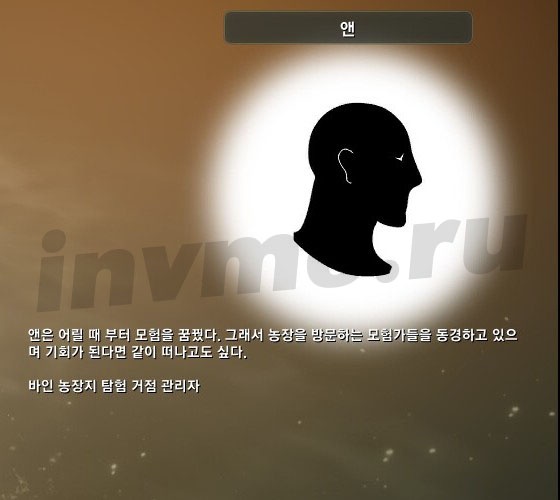 앤
invmc.ru
앤은 어릴 때 부터 모험을 꿈꿨다. 그래서 농장을 방문하는 모험가들을 동경하고 있으
며 기회가 된다면 같이 떠나고도 싶다.
바인 농장지 탐험 거점 관리자